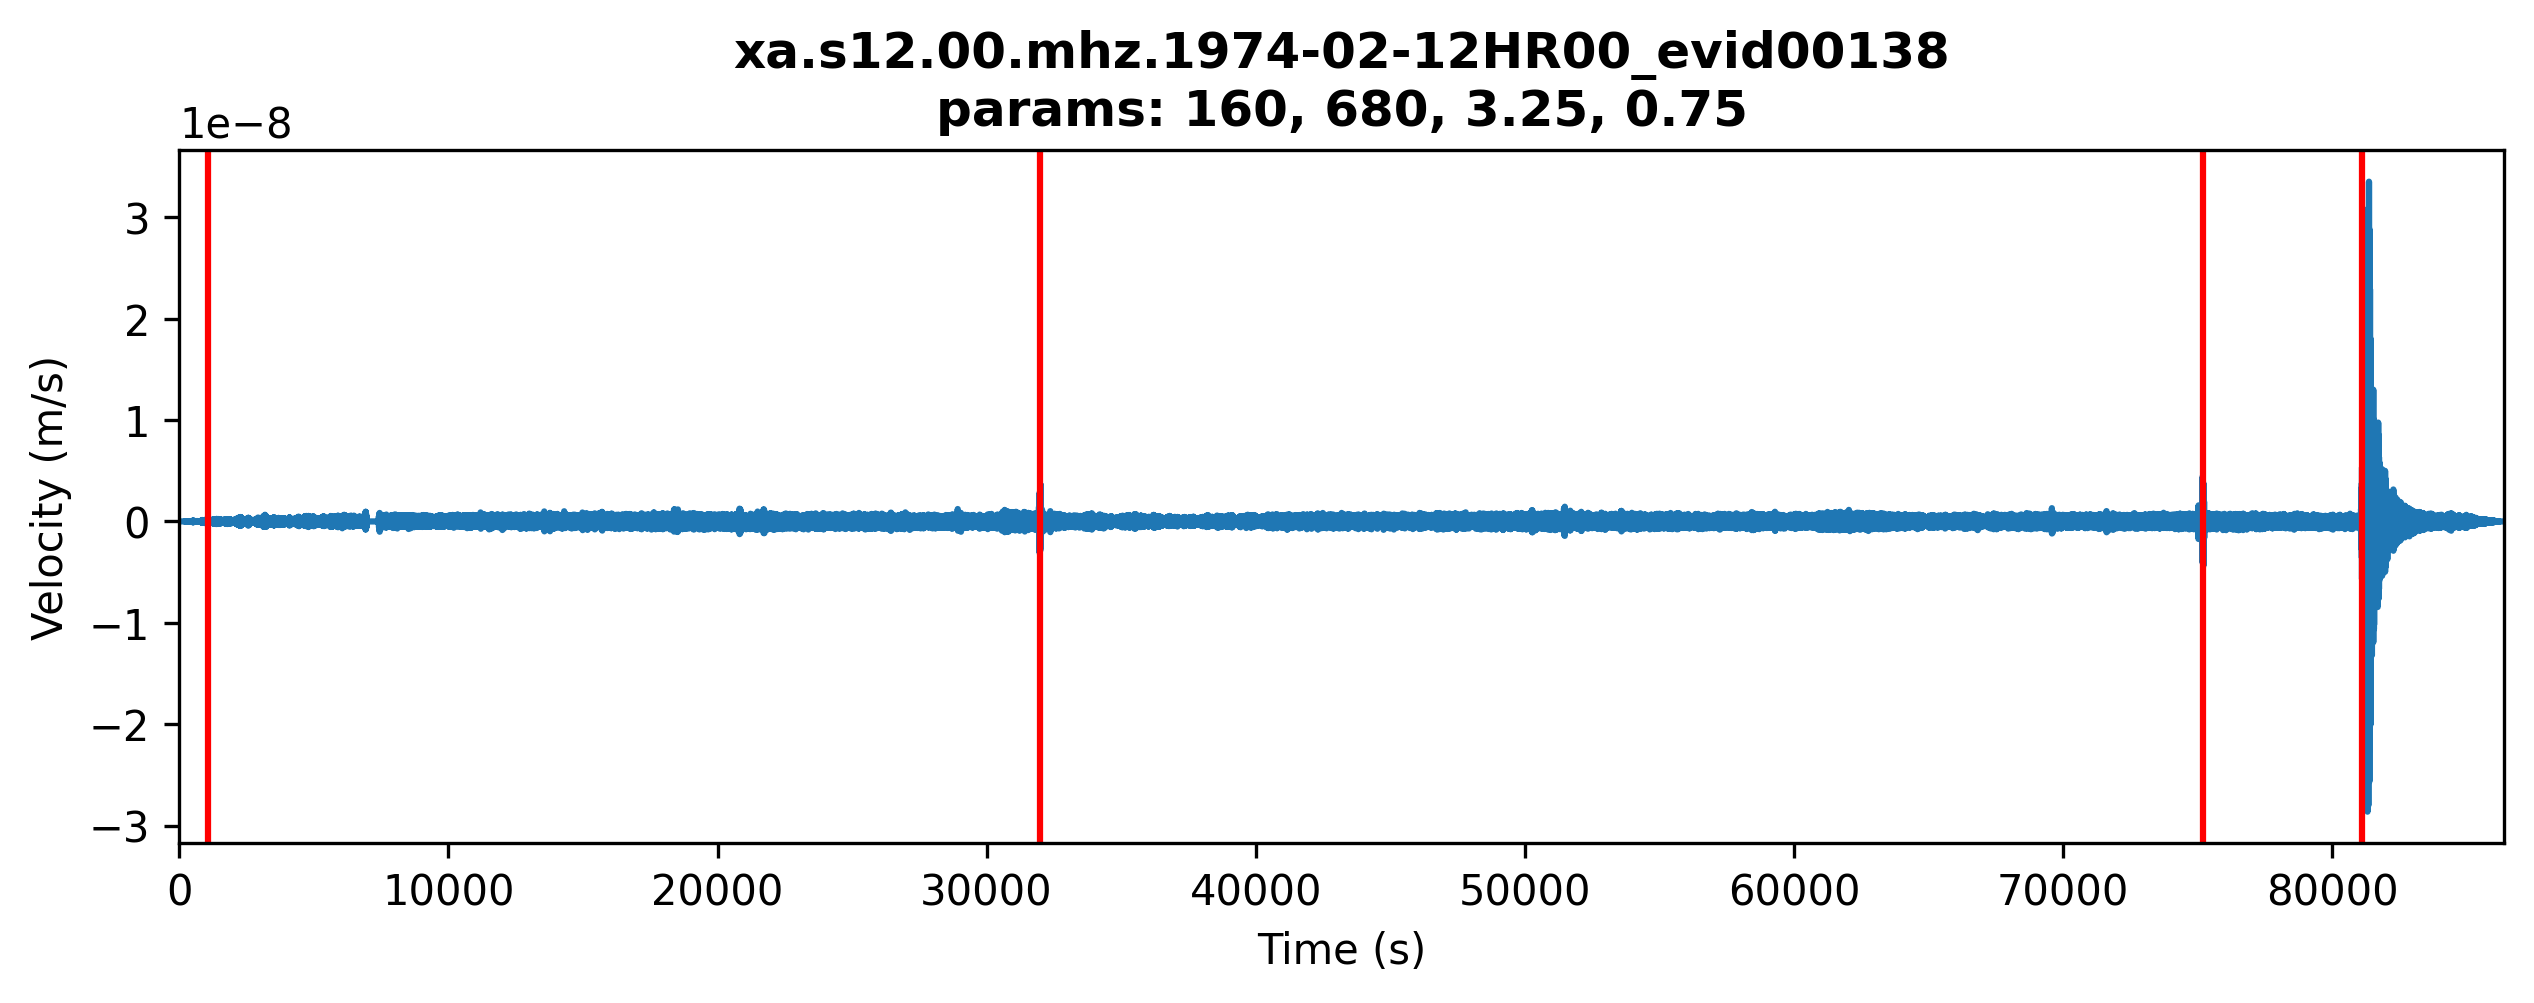 xa.s12.00.mhz.1974-02-12HR00_evid00138
params: 160, 680, 3.25, 0.75
1e−8
3
2
1
0
−1
−2
−3
Velocity (m/s)
0 10000 20000 30000 40000 50000 60000 70000 80000
Time (s)